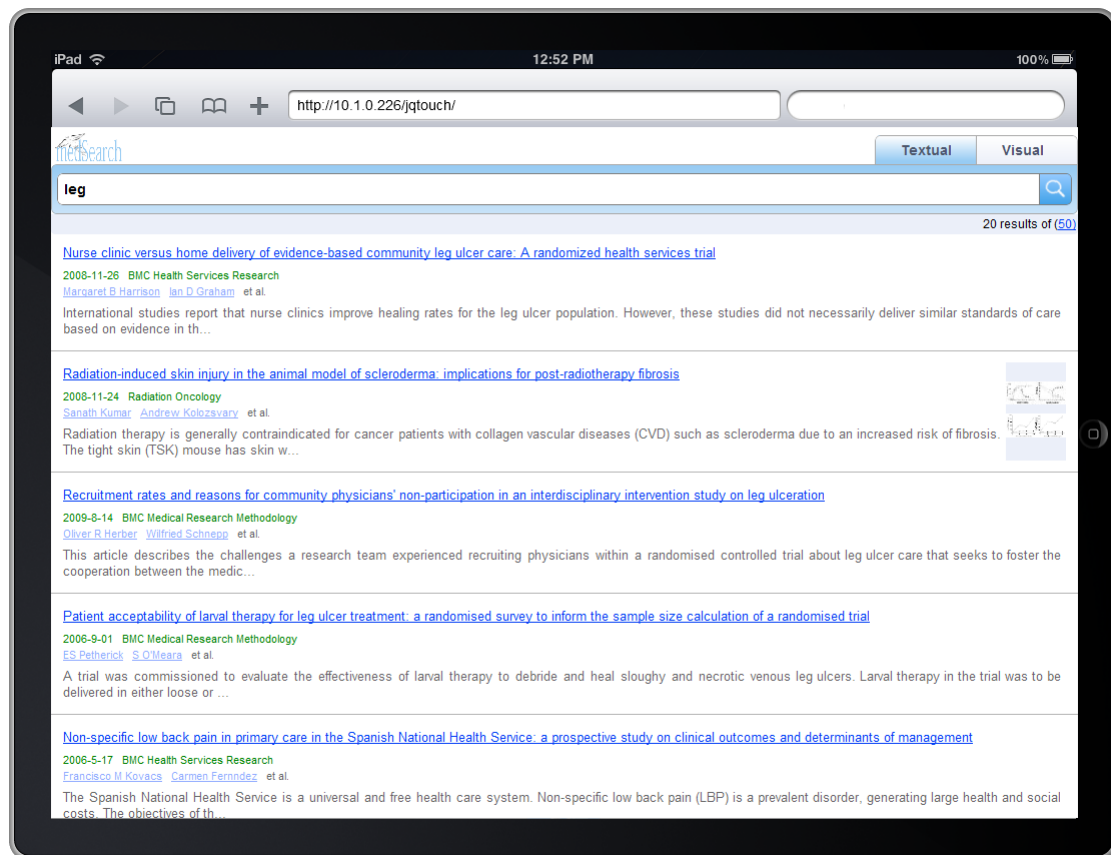 iPad 12:52 PM 100%
http://10.1.0.226/jqtouch/
medSearch Textual Visual
leg
20 results of (50)
Nurse clinic versus home delivery of evidence-based community leg ulcer care: A randomized health services trial
2008-11-26 BMC Health Services Research
Margaret B Harrison Ian D Graham et al.
International studies report that nurse clinics improve healing rates for the leg ulcer population. However, these studies did not necessarily deliver similar standards of care
based on evidence in th...
Radiation-induced skin injury in the animal model of scleroderma: implications for post-radiotherapy fibrosis
2008-11-24 Radiation Oncology
Sanath Kumar Andrew Kolozsvary et al.
Radiation therapy is generally contraindicated for cancer patients with collagen vascular diseases (CVD) such as scleroderma due to an increased risk of fibrosis.
The tight skin (TSK) mouse has skin w...
Recruitment rates and reasons for community physicians' non-participation in an interdisciplinary intervention study on leg ulceration
2009-8-14 BMC Medical Research Methodology
Oliver R Herber Wilfried Schnepp et al.
This article describes the challenges a research team experienced recruiting physicians within a randomised controlled trial about leg ulcer care that seeks to foster the
cooperation between the medic...
Patient acceptability of larval therapy for leg ulcer treatment: a randomised survey to inform the sample size calculation of a randomised trial
2006-9-01 BMC Medical Research Methodology
ES Petherick S O'Meara et al.
A trial was commissioned to evaluate the effectiveness of larval therapy to debride and heal sloughy and necrotic venous leg ulcers. Larval therapy in the trial was to be
delivered in either loose or ...
Non-specific low back pain in primary care in the Spanish National Health Service: a prospective study on clinical outcomes and determinants of management
2006-5-17 BMC Health Services Research
Francisco M Kovacs Carmen Fernndez et al.
The Spanish National Health Service is a universal and free health care system. Non-specific low back pain (LBP) is a prevalent disorder, generating large health and social
costs. The objectives of th...